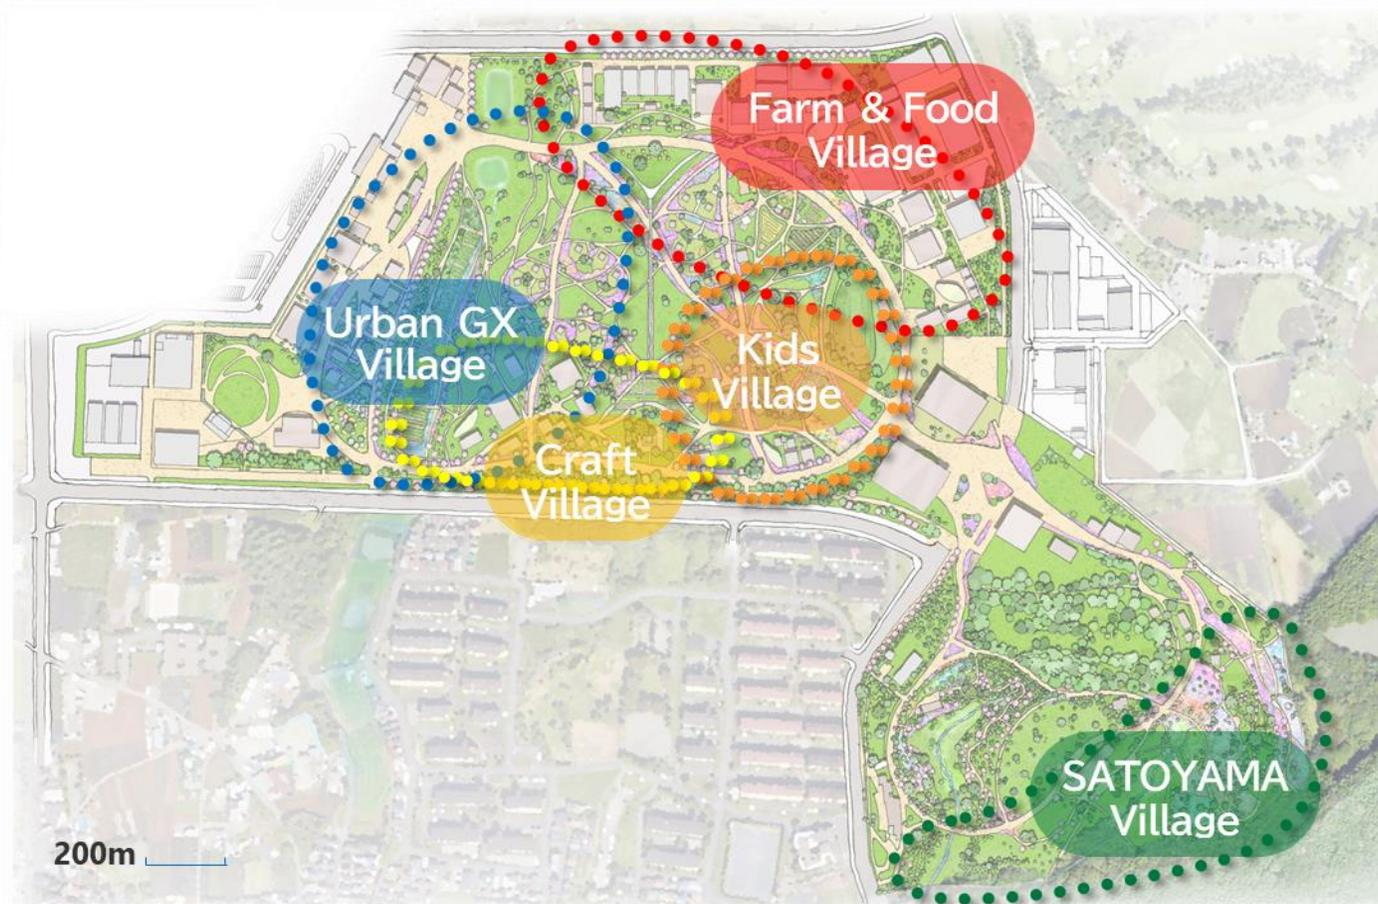 Farm & Food
Village
Urban GX
Village
Kids
Village
Craft
Village
SATOYAMA
Village
200m